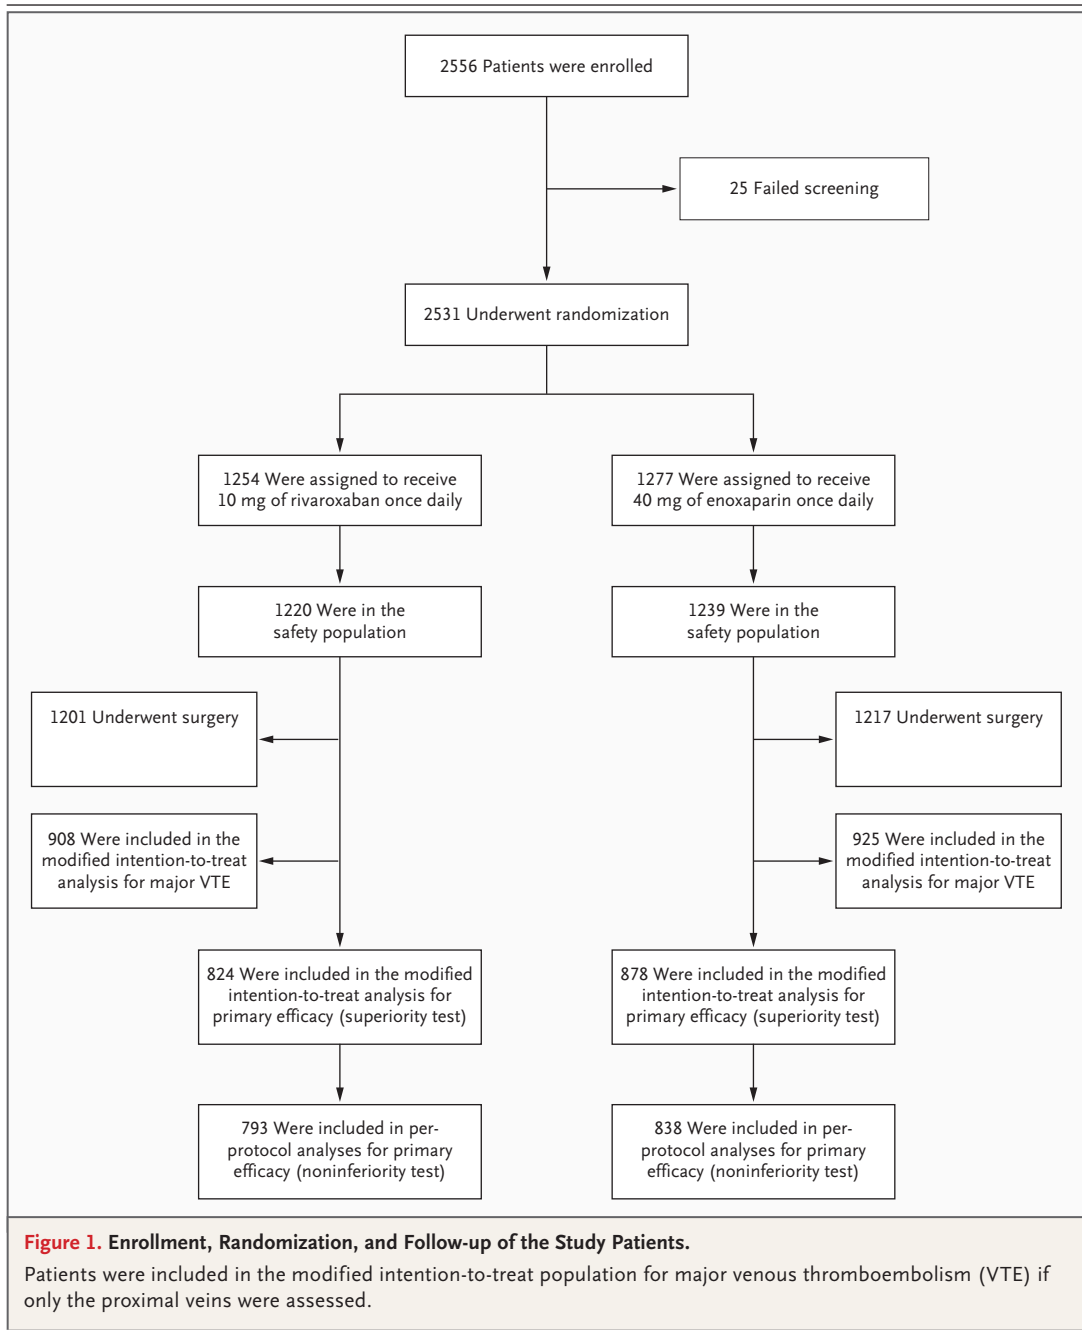 2556 Patients were enrolled
25 Failed screening
2531 Underwent randomization
1254 Were assigned to receive
10 mg of rivaroxaban once daily
1277 Were assigned to receive
40 mg of enoxaparin once daily
1220 Were in the
safety population
1239 Were in the
safety population
1201 Underwent surgery
1217 Underwent surgery
908 Were included in the
modified intention-to-treat
analysis for major VTE
925 Were included in the
modified intention-to-treat
analysis for major VTE
824 Were included in the modified
intention-to-treat analysis for
primary efficacy (superiority test)
878 Were included in the modified
intention-to-treat analysis for
primary efficacy (superiority test)
793 Were included in per-
protocol analyses for primary
efficacy (noninferiority test)
838 Were included in per-
protocol analyses for primary
efficacy (noninferiority test)
Figure 1. Enrollment, Randomization, and Follow-up of the Study Patients.
Patients were included in the modified intention-to-treat population for major venous thromboembolism (VTE) if
only the proximal veins were assessed.